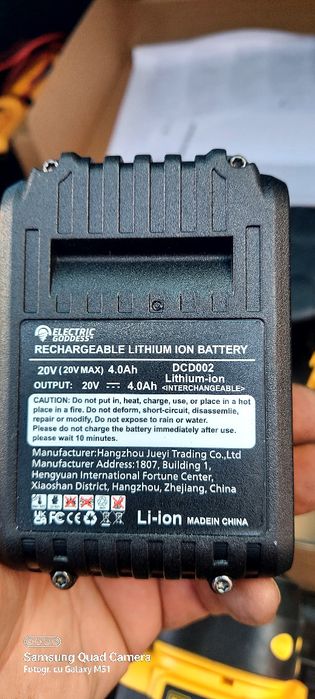 ELECTRIC
GODDESS
RECHARGEABLE LITHIUM ION BATTERY
20V (20V MAX) 4.0Ah DCD002
Lithium-ion
OUTPUT: 20V ⎓ 4.0Ah <INTERCHANGEABLE>
CAUTION: Do not put in, heat, charge, use, or place in a hot
place in a fire. Do not deform, short-circuit, disassemlie,
repair or modify, Do not expose to rain or water.
Please do not charge the battery immediately after use.
please wait 10 minutes.
Manufacturer:Hangzhou Jueyi Trading Co.,Ltd
Manufacturer Address:1807, Building 1,
Hengyuan International Fortune Center,
Xiaoshan District, Hangzhou, Zhejiang, China
FC CE Li-ion MADEIN CHINA
Samsung Quad Camera
Fotogr. cu Galaxy M51